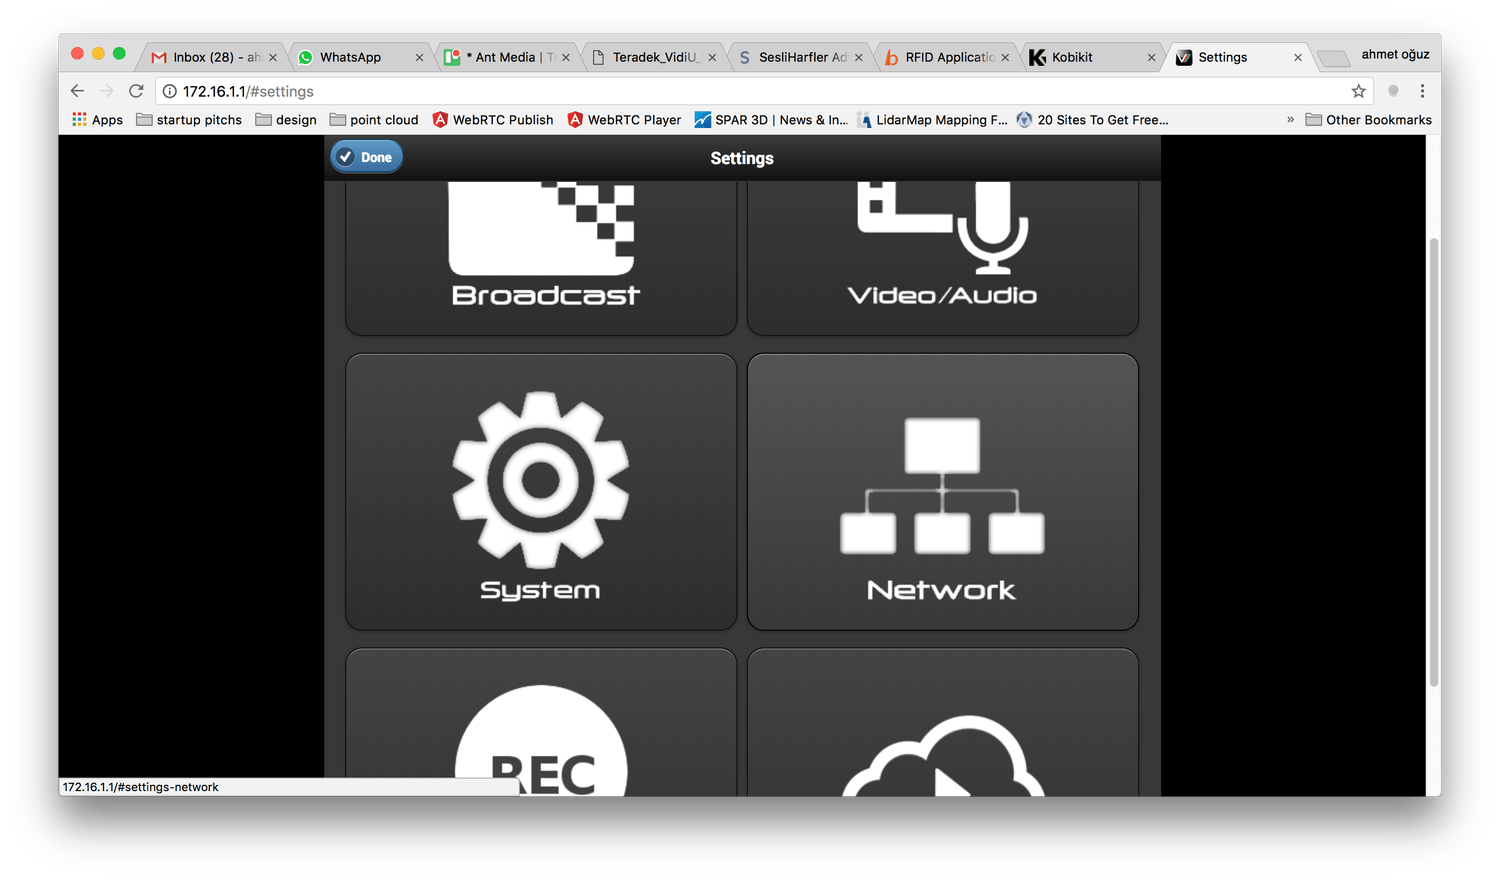 Inbox (28) - ah
WhatsApp
* Ant Media | T
Teradek_VidiU_
SesliHarfler Ad
RFID Applicatio
Kobikit
Settings
ahmet oğuz
172.16.1.1/#settings
Apps
startup pitchs
design
point cloud
WebRTC Publish
WebRTC Player
SPAR 3D | News & In...
LidarMap Mapping F...
20 Sites To Get Free...
» Other Bookmarks
Done
Settings
Broadcast
Video/Audio
System
Network
REC
172.16.1.1/#settings-network